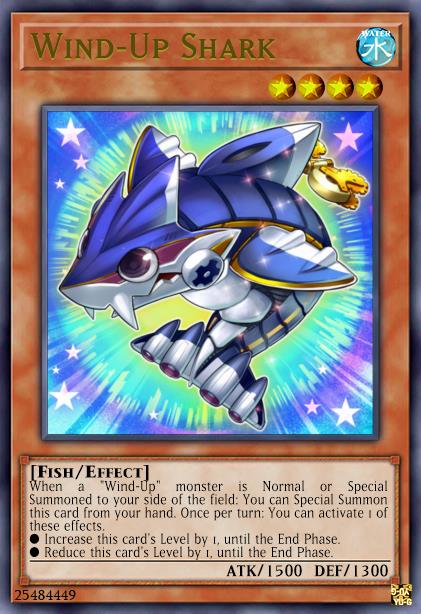 WIND-UP SHARK
WATER
水
[FISH/EFFECT]
When a "Wind-Up" monster is Normal or Special
Summoned to your side of the field: You can Special Summon
this card from your hand. Once per turn: You can activate 1 of
these effects.
● Increase this card's Level by 1, until the End Phase.
● Reduce this card's Level by 1, until the End Phase.
ATK/1500 DEF/1300
25484449